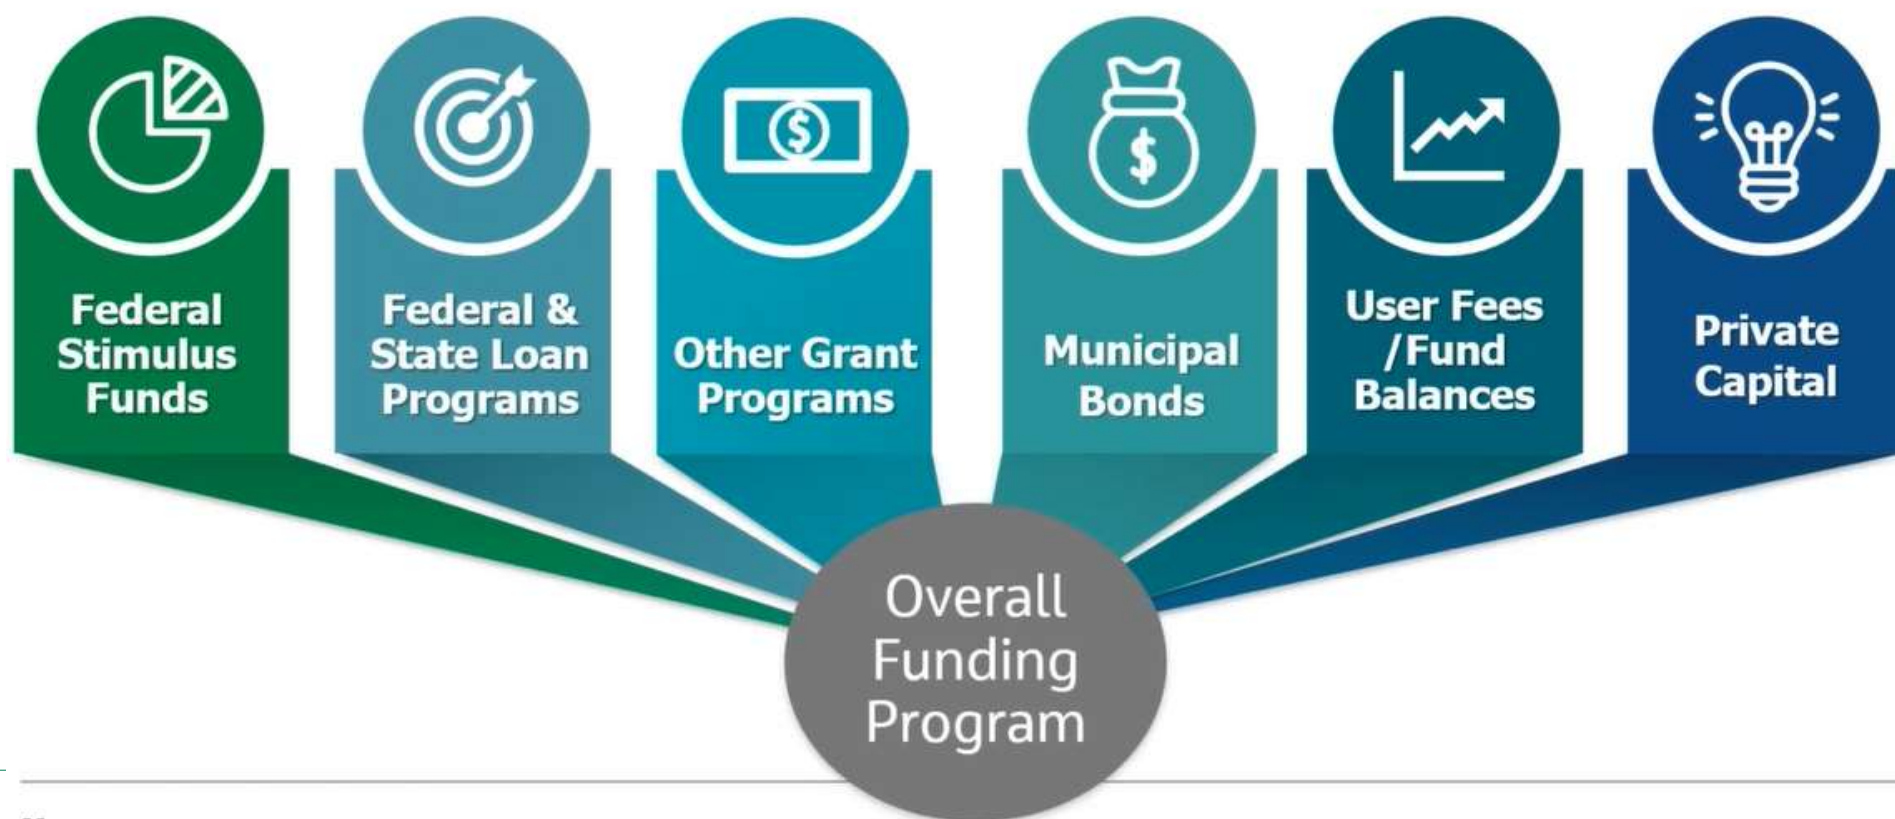 Federal
Stimulus
Funds
Federal &
State Loan
Programs
Other Grant
Programs
Municipal
Bonds
User Fees
/Fund
Balances
Private
Capital
Overall
Funding
Program